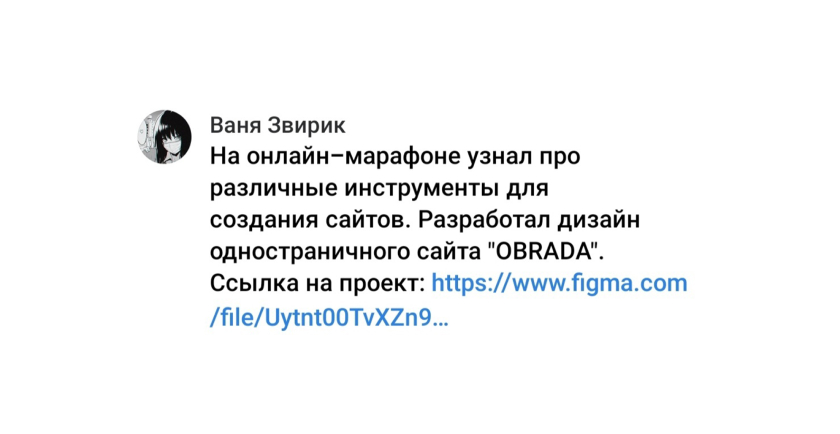 Ваня Звирик
На онлайн-марафоне узнал про
различные инструменты для
создания сайтов. Разработал дизайн
одностраничного сайта "OBRADA".
Ссылка на проект: https://www.figma.com
/file/Uytnt00TvXZn9...